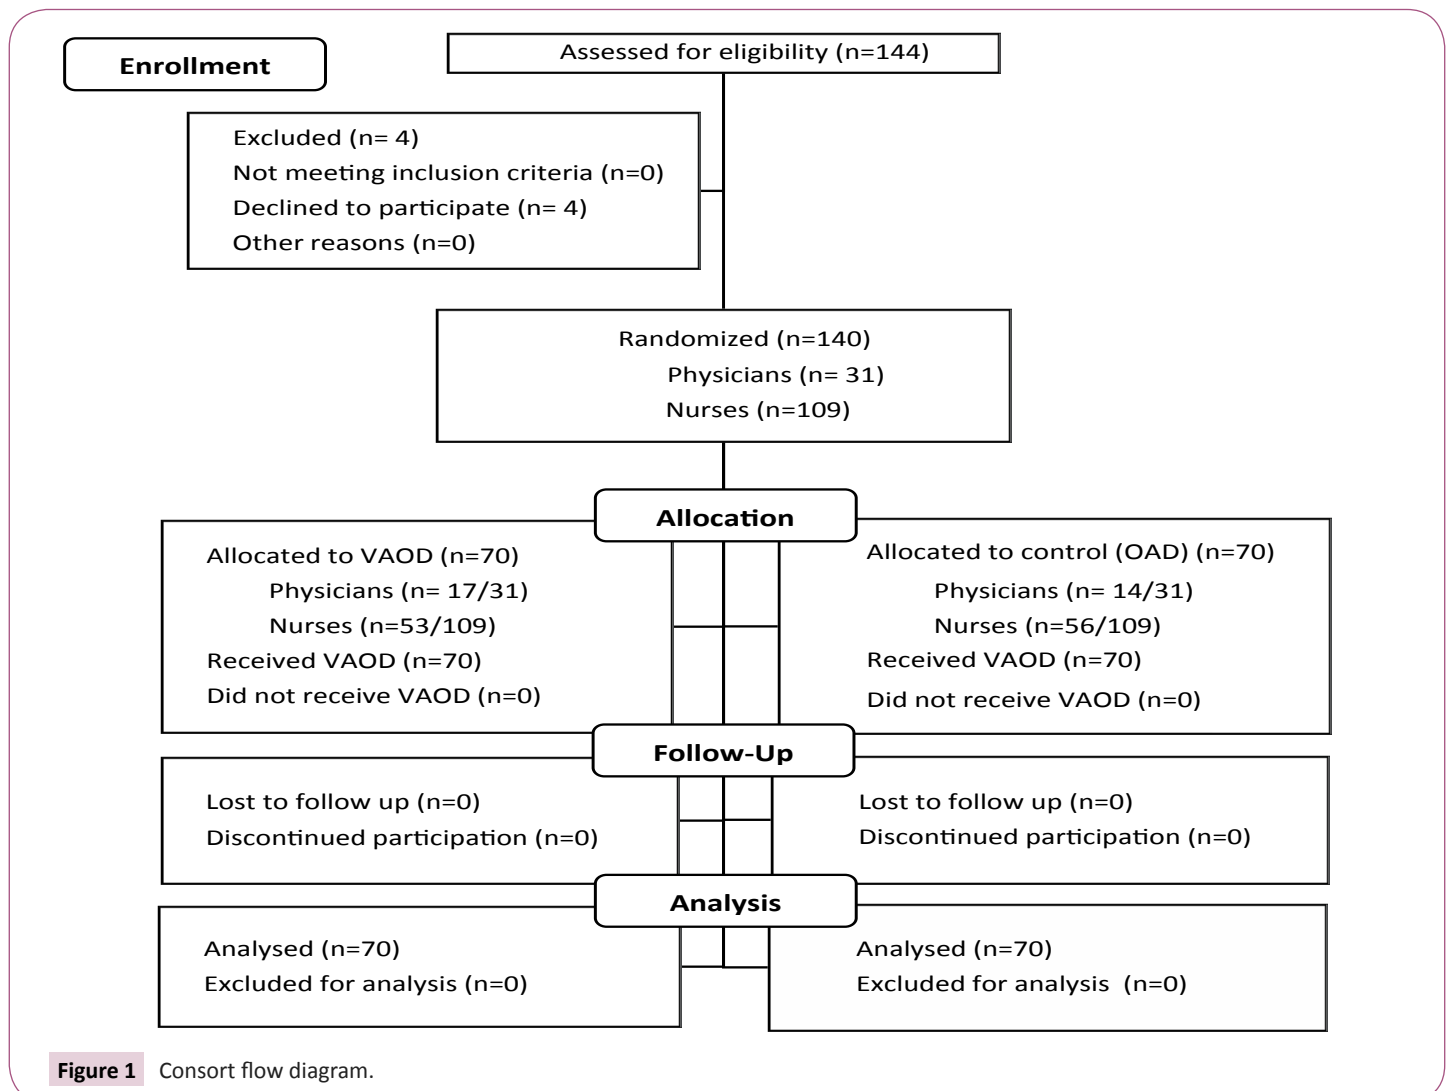 Enrollment
Assessed for eligibility (n=144)
Excluded (n= 4)
Not meeting inclusion criteria (n=0)
Declined to participate (n= 4)
Other reasons (n=0)
Randomized (n=140)
Physicians (n= 31)
Nurses (n=109)
Allocation
Allocated to VAOD (n=70)
Physicians (n= 17/31)
Nurses (n=53/109)
Received VAOD (n=70)
Did not receive VAOD (n=0)
Allocated to control (OAD) (n=70)
Physicians (n= 14/31)
Nurses (n=56/109)
Received VAOD (n=70)
Did not receive VAOD (n=0)
Follow-Up
Lost to follow up (n=0)
Discontinued participation (n=0)
Lost to follow up (n=0)
Discontinued participation (n=0)
Analysis
Analysed (n=70)
Excluded for analysis (n=0)
Analysed (n=70)
Excluded for analysis (n=0)
Figure 1 Consort flow diagram.